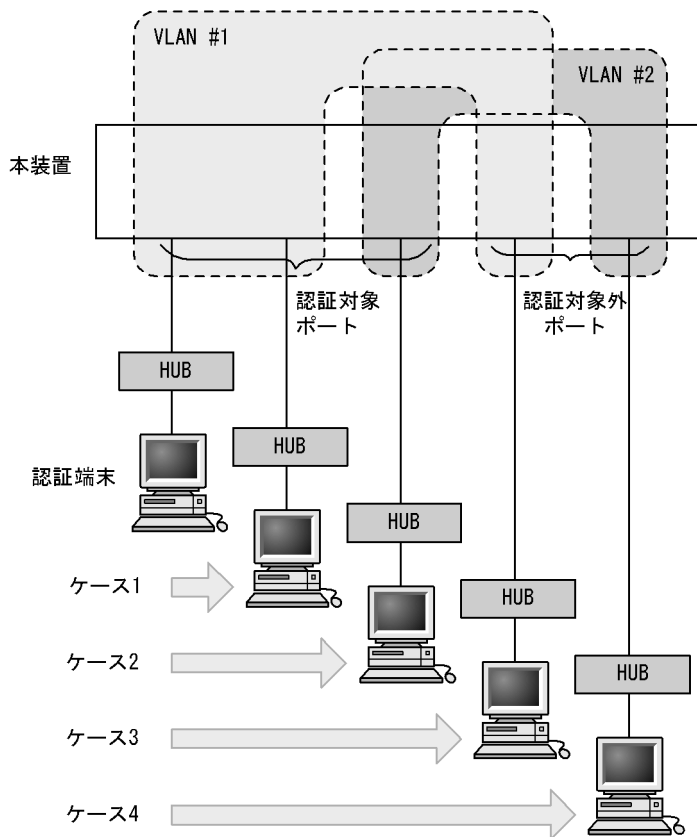 VLAN #1
VLAN #2
本装置
認証対象
ポート
認証対象外
ポート
HUB
HUB
認証端末
HUB
ケース1
HUB
ケース2
HUB
ケース3
ケース4